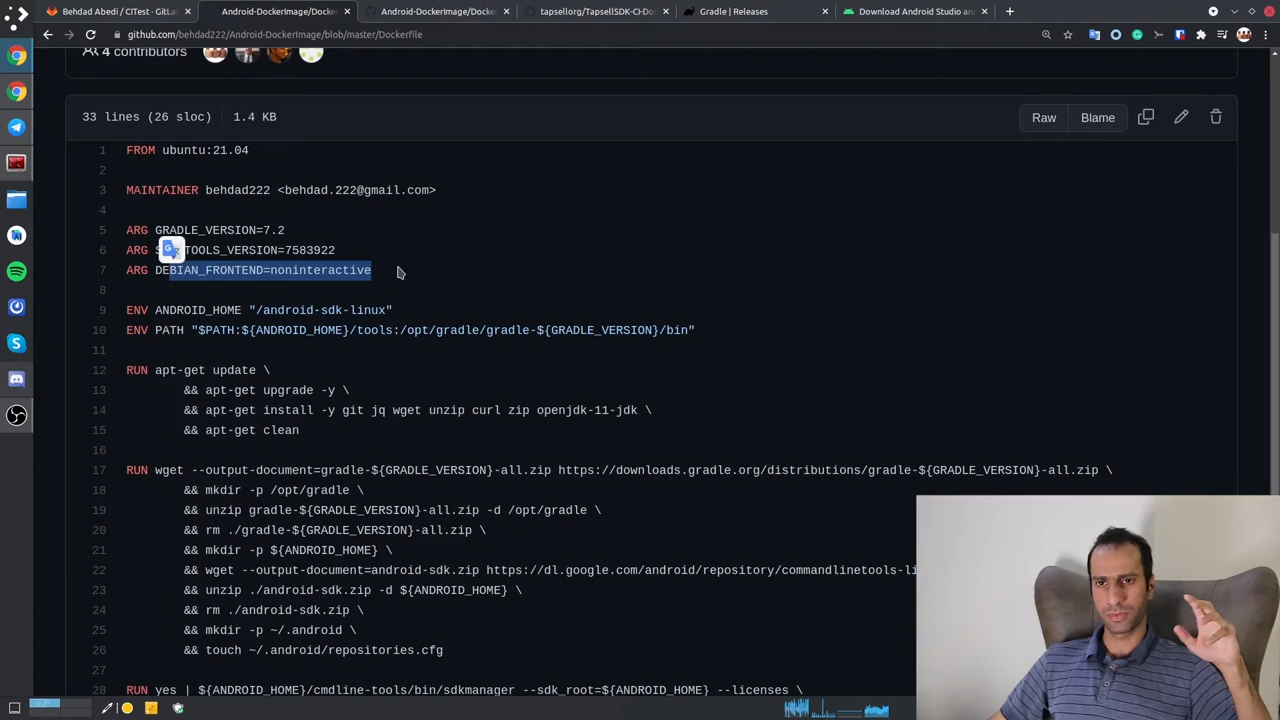 Behdad Abedi / CITest · GitLab
Android-DockerImage/Docke
Android-DockerImage/Docke
tapsellorg/TapsellSDK-CI-Do
Gradle | Releases
Download Android Studio an
github.com/behdad222/Android-DockerImage/blob/master/Dockerfile
4 contributors
33 lines (26 sloc) 1.4 KB
Raw Blame
1 FROM ubuntu:21.04
2
3 MAINTAINER behdad222 <behdad.222@gmail.com>
4
5 ARG GRADLE_VERSION=7.2
6 ARG S TOOLS_VERSION=7583922
7 ARG DEBIAN_FRONTEND=noninteractive
8
9 ENV ANDROID_HOME "/android-sdk-linux"
10 ENV PATH "$PATH:${ANDROID_HOME}/tools:/opt/gradle/gradle-${GRADLE_VERSION}/bin"
11
12 RUN apt-get update \
13 && apt-get upgrade -y \
14 && apt-get install -y git jq wget unzip curl zip openjdk-11-jdk \
15 && apt-get clean
16
17 RUN wget --output-document=gradle-${GRADLE_VERSION}-all.zip https://downloads.gradle.org/distributions/gradle-${GRADLE_VERSION}-all.zip \
18 && mkdir -p /opt/gradle \
19 && unzip gradle-${GRADLE_VERSION}-all.zip -d /opt/gradle \
20 && rm ./gradle-${GRADLE_VERSION}-all.zip \
21 && mkdir -p ${ANDROID_HOME} \
22 && wget --output-document=android-sdk.zip https://dl.google.com/android/repository/commandlinetools-li
23 && unzip ./android-sdk.zip -d ${ANDROID_HOME} \
24 && rm ./android-sdk.zip \
25 && mkdir -p ~/.android \
26 && touch ~/.android/repositories.cfg
27
28 RUN yes | ${ANDROID_HOME}/cmdline-tools/bin/sdkmanager --sdk_root=${ANDROID_HOME} --licenses \